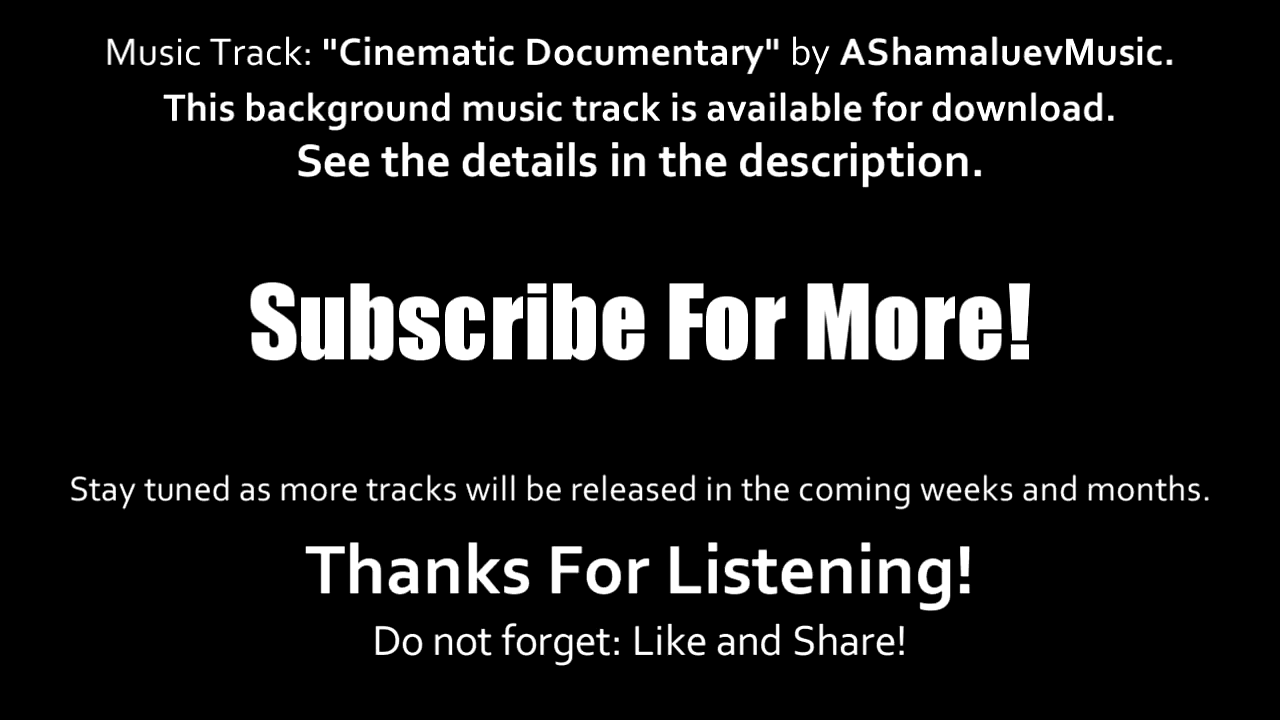 Music Track: "Cinematic Documentary" by AShamaluevMusic.
This background music track is available for download.
See the details in the description.
Subscribe For More!
Stay tuned as more tracks will be released in the coming weeks and months.
Thanks For Listening!
Do not forget: Like and Share!